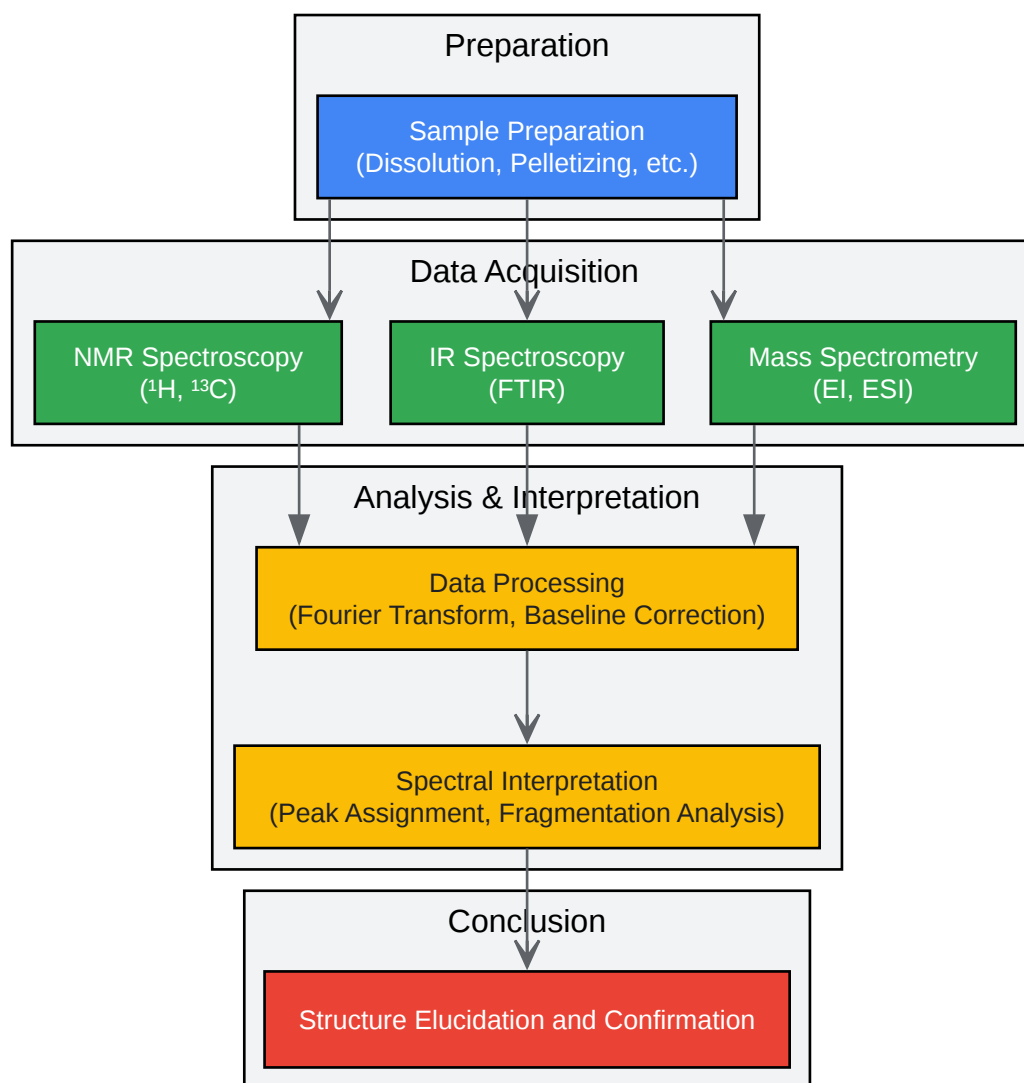 Preparation
Sample Preparation
(Dissolution, Pelletizing, etc.)
Data Acquisition
NMR Spectroscopy
(¹H, ¹³C)
IR Spectroscopy
(FTIR)
Mass Spectrometry
(EI, ESI)
Analysis & Interpretation
Data Processing
(Fourier Transform, Baseline Correction)
Spectral Interpretation
(Peak Assignment, Fragmentation Analysis)
Conclusion
Structure Elucidation and Confirmation